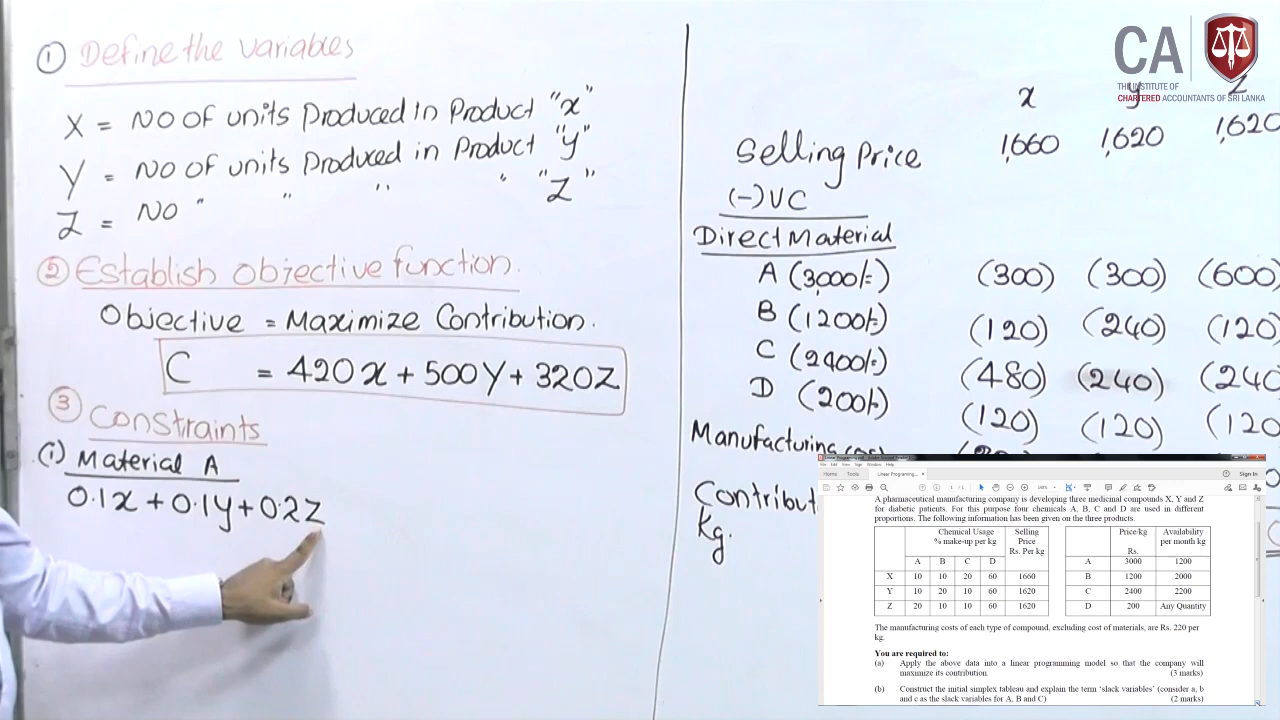 ① Define the variables
X = NO OF units Produced in Product "x"
Y = NO OF units Produced in Product "y"
Z = NO " " " " "Z"
② Establish Objective function.
Objective = Maximize Contribution.
C = 420x + 500Y + 320Z
③ Constraints
(i) Material A
0.1x + 0.1y + 0.2z
CA
THE INSTITUTE OF
CHARTERED ACCOUNTANTS OF SRI LANKA
x y z
Selling Price 1,660 1,620 1,620
(-) VC
Direct Material
A (3,000/=) (300) (300) (600)
B (1200/=) (120) (240) (120)
C (2400/=) (480) (240) (240
D (200/=) (120) (120) (120
Manufacturing
Contribut
kg.
Home Tools Linear Programing... Sign In
A pharmaceutical manufacturing company is developing three medicinal compounds X, Y and Z
for diabetic patients. For this purpose four chemicals A, B, C and D are used in different
proportions. The following information has been given on the three products.
Chemical Usage % make-up per kg Selling Price Rs. Per kg
A B C D
X 10 10 20 60 1660
Y 10 20 10 60 1620
Z 20 10 10 60 1620
Price/kg Rs. Availability per month kg
A 3000 1200
B 1200 2000
C 2400 2200
D 200 Any Quantity
The manufacturing costs of each type of compound, excluding cost of materials, are Rs. 220 per
kg.
You are required to:
(a) Apply the above data into a linear programming model so that the company will
maximize its contribution. (3 marks)
(b) Construct the initial simplex tableau and explain the term 'slack variables' (consider a, b
and c as the slack variables for A, B and C) (2 marks)